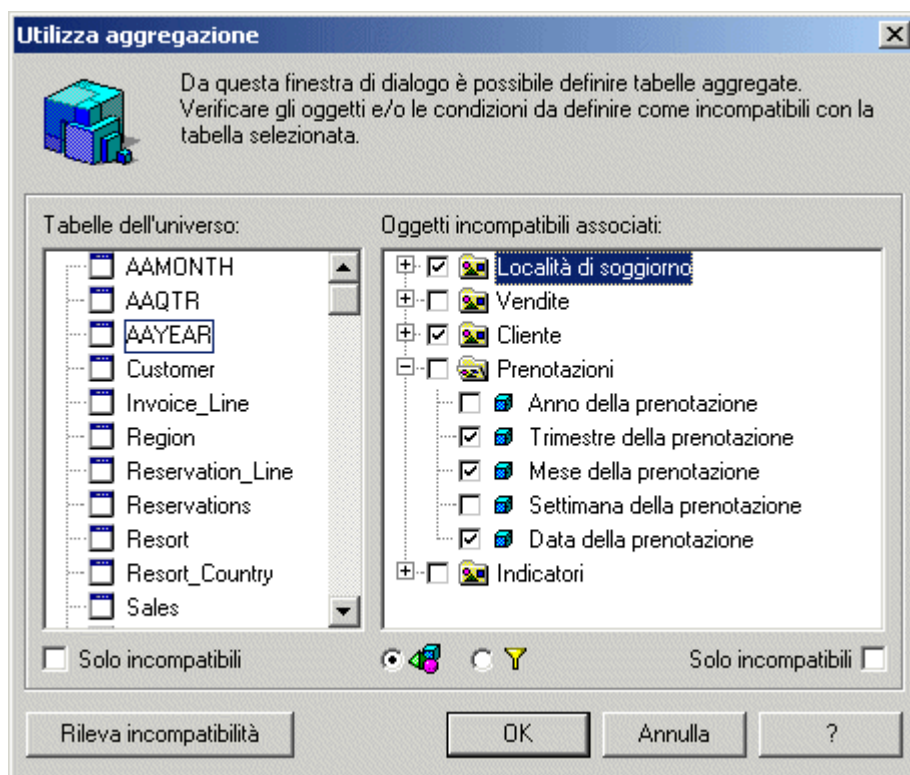 Utilizza aggregazione
Da questa finestra di dialogo è possibile definire tabelle aggregate.
Verificare gli oggetti e/o le condizioni da definire come incompatibili con la
tabella selezionata.
Tabelle dell'universo:
AAMONTH
AAQTR
AAYEAR
Customer
Invoice_Line
Region
Reservation_Line
Reservations
Resort
Resort_Country
Sales
Solo incompatibili
Oggetti incompatibili associati:
Località di soggiorno
Vendite
Cliente
Prenotazioni
Anno della prenotazione
Trimestre della prenotazione
Mese della prenotazione
Settimana della prenotazione
Data della prenotazione
Indicatori
Solo incompatibili
Rileva incompatibilità
OK
Annulla
?